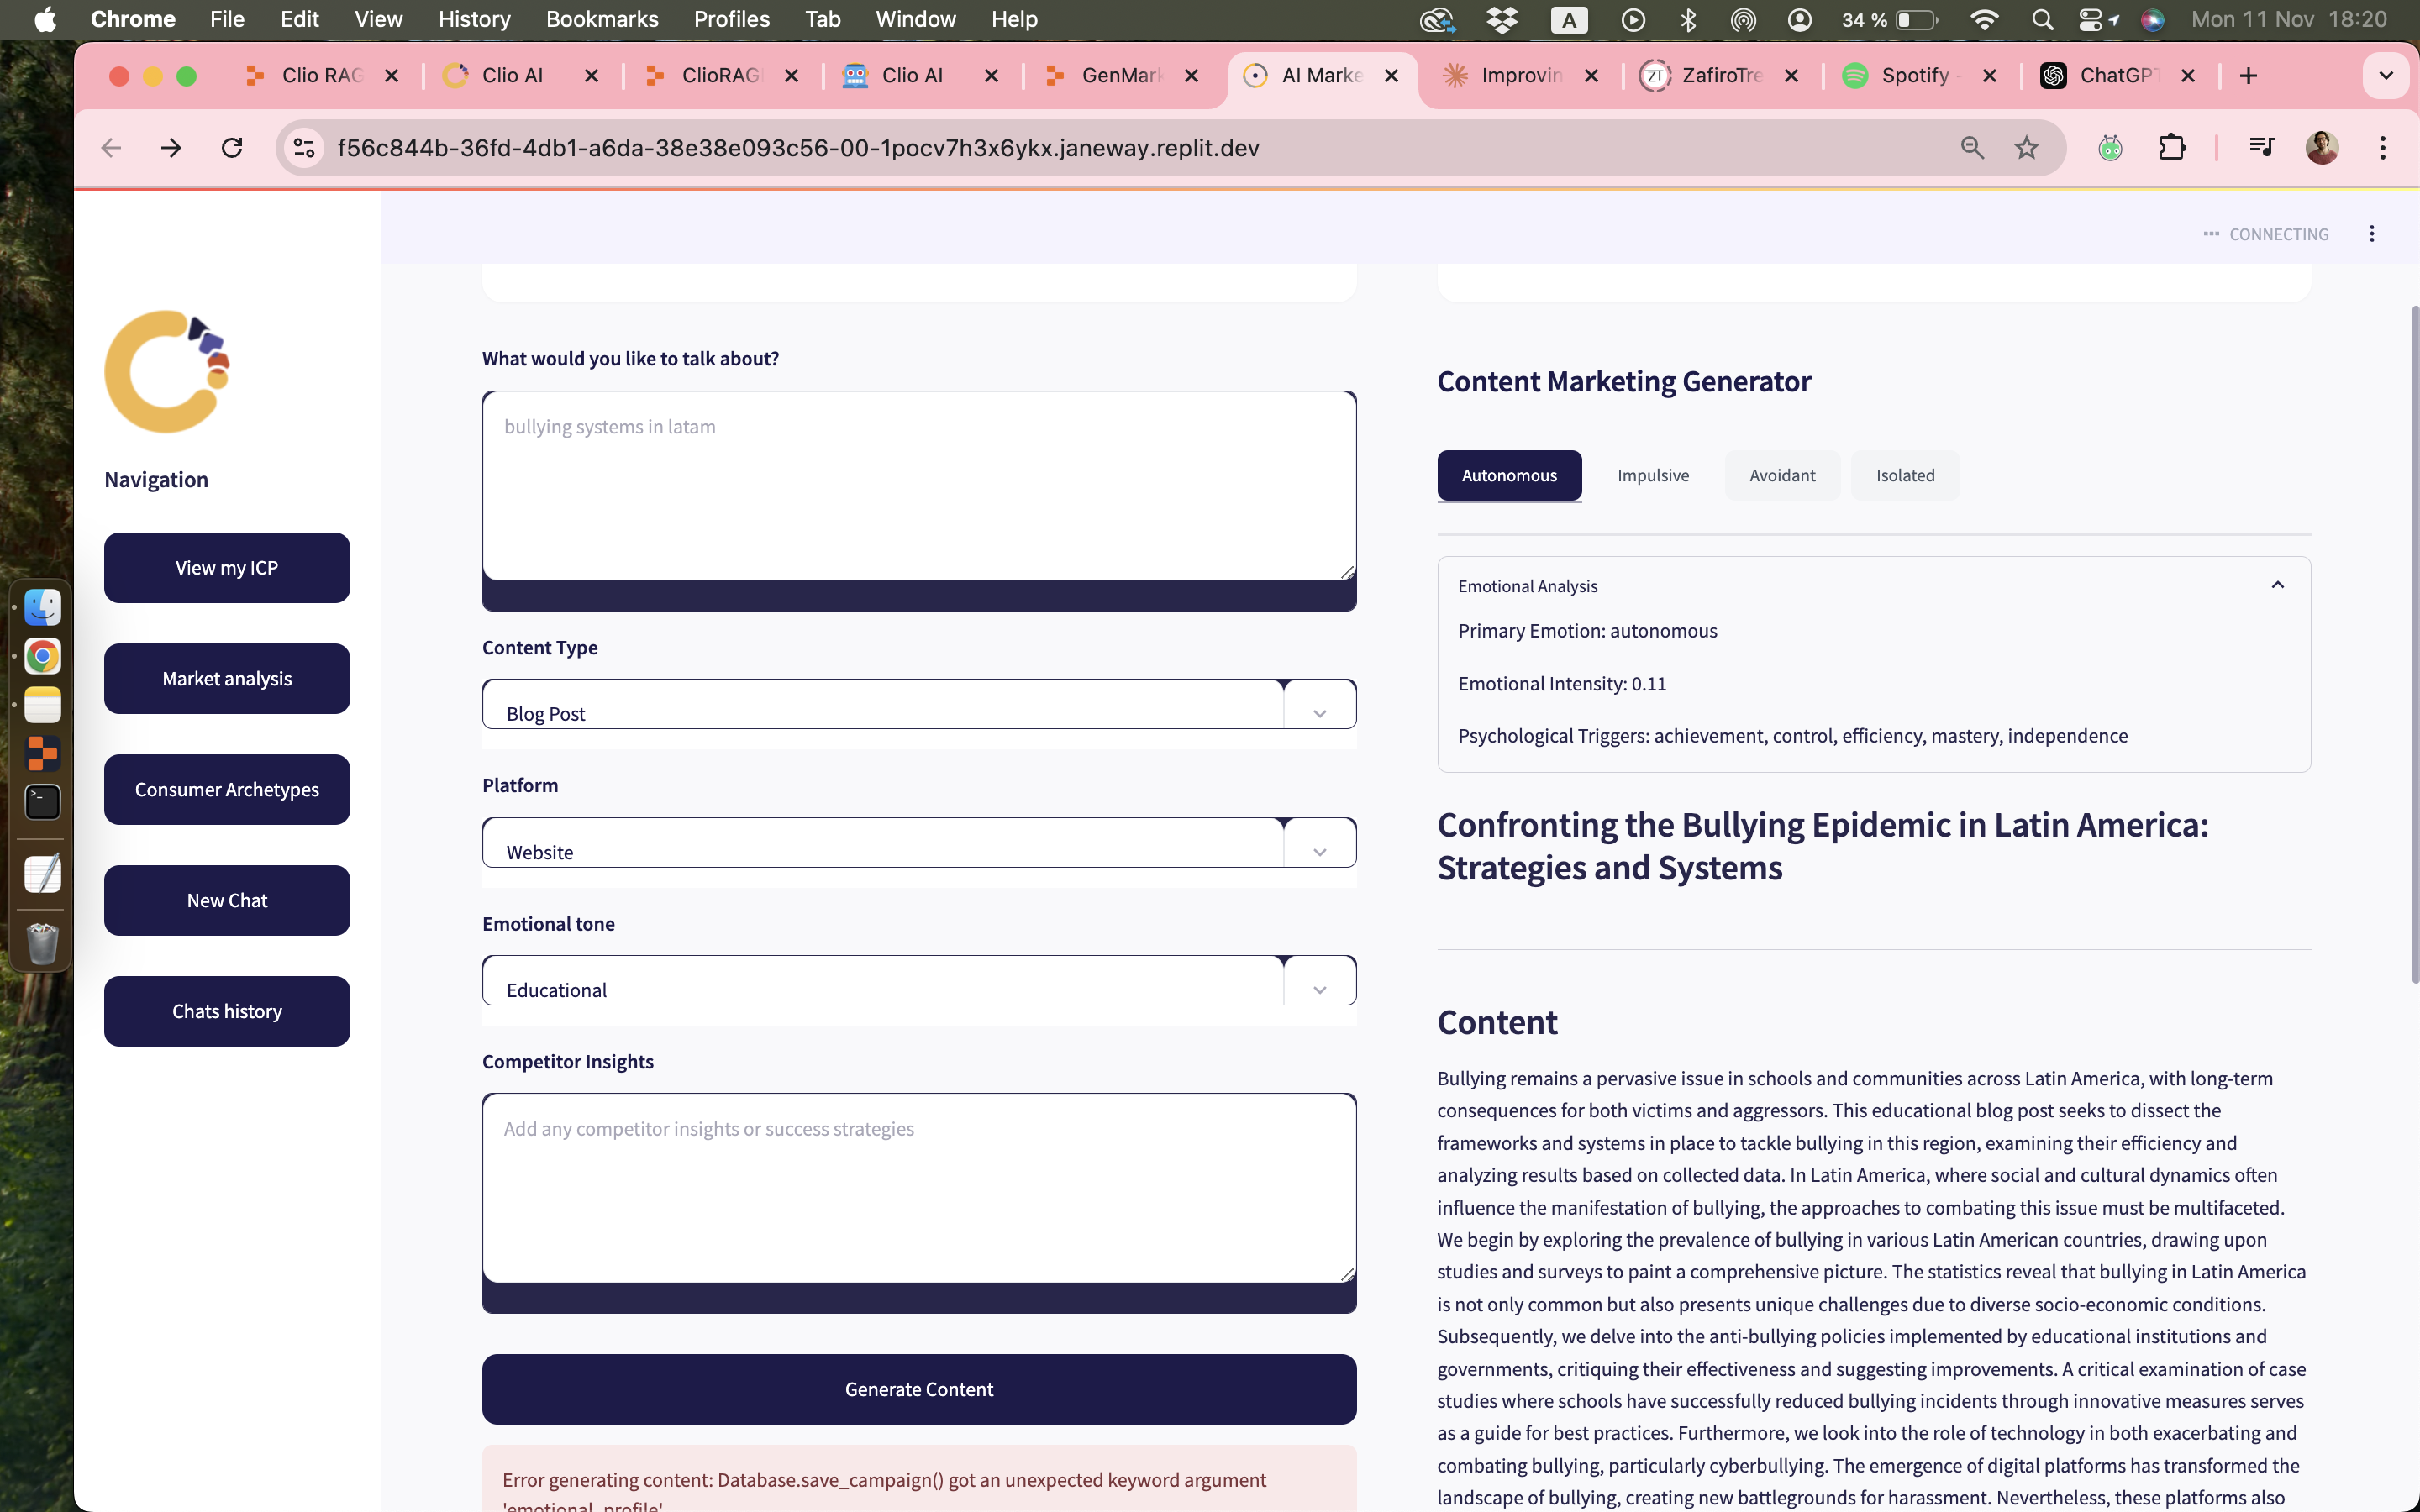 Chrome File Edit View History Bookmarks Profiles Tab Window Help A 34 % Mon 11 Nov 18:20
Clio RAG Clio AI ClioRAG Clio AI GenMark AI Marke Improvin ZT ZafiroTre Spotify - ChatGPT
f56c844b-36fd-4db1-a6da-38e38e093c56-00-1pocv7h3x6ykx.janeway.replit.dev
CONNECTING
Navigation
View my ICP
Market analysis
Consumer Archetypes
New Chat
Chats history
What would you like to talk about?
bullying systems in latam
Content Type
Blog Post
Platform
Website
Emotional tone
Educational
Competitor Insights
Add any competitor insights or success strategies
Generate Content
Error generating content: Database.save_campaign() got an unexpected keyword argument
'emotional_profile'
Content Marketing Generator
Autonomous Impulsive Avoidant Isolated
Emotional Analysis
Primary Emotion: autonomous
Emotional Intensity: 0.11
Psychological Triggers: achievement, control, efficiency, mastery, independence
Confronting the Bullying Epidemic in Latin America:
Strategies and Systems
Content
Bullying remains a pervasive issue in schools and communities across Latin America, with long-term
consequences for both victims and aggressors. This educational blog post seeks to dissect the
frameworks and systems in place to tackle bullying in this region, examining their efficiency and
analyzing results based on collected data. In Latin America, where social and cultural dynamics often
influence the manifestation of bullying, the approaches to combating this issue must be multifaceted.
We begin by exploring the prevalence of bullying in various Latin American countries, drawing upon
studies and surveys to paint a comprehensive picture. The statistics reveal that bullying in Latin America
is not only common but also presents unique challenges due to diverse socio-economic conditions.
Subsequently, we delve into the anti-bullying policies implemented by educational institutions and
governments, critiquing their effectiveness and suggesting improvements. A critical examination of case
studies where schools have successfully reduced bullying incidents through innovative measures serves
as a guide for best practices. Furthermore, we look into the role of technology in both exacerbating and
combating bullying, particularly cyberbullying. The emergence of digital platforms has transformed the
landscape of bullying, creating new battlegrounds for harassment. Nevertheless, these platforms also